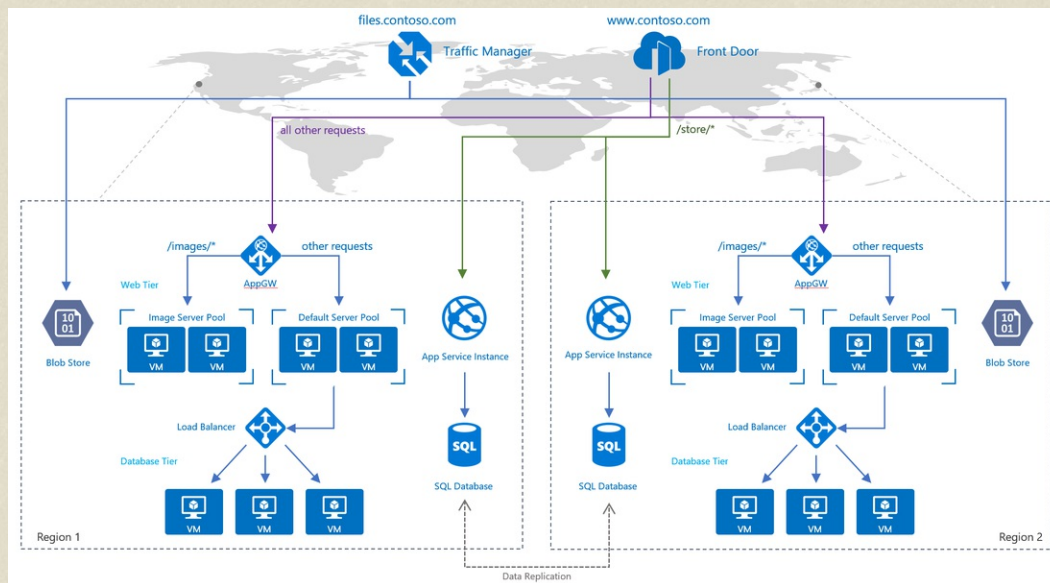 files.contoso.com
www.contoso.com
Traffic Manager
Front Door
all other requests
/store/*
/images/*
other requests
AppGW
Web Tier
Image Server Pool
Default Server Pool
VM
VM
VM
VM
Blob Store
App Service Instance
Load Balancer
SQL
Database Tier
SQL Database
VM
VM
VM
Region 1
/images/*
other requests
AppGW
Web Tier
Image Server Pool
Default Server Pool
VM
VM
VM
VM
10
01
Blob Store
App Service Instance
Load Balancer
SQL
Database Tier
SQL Database
VM
VM
VM
Region 2
10
01
Data Replication